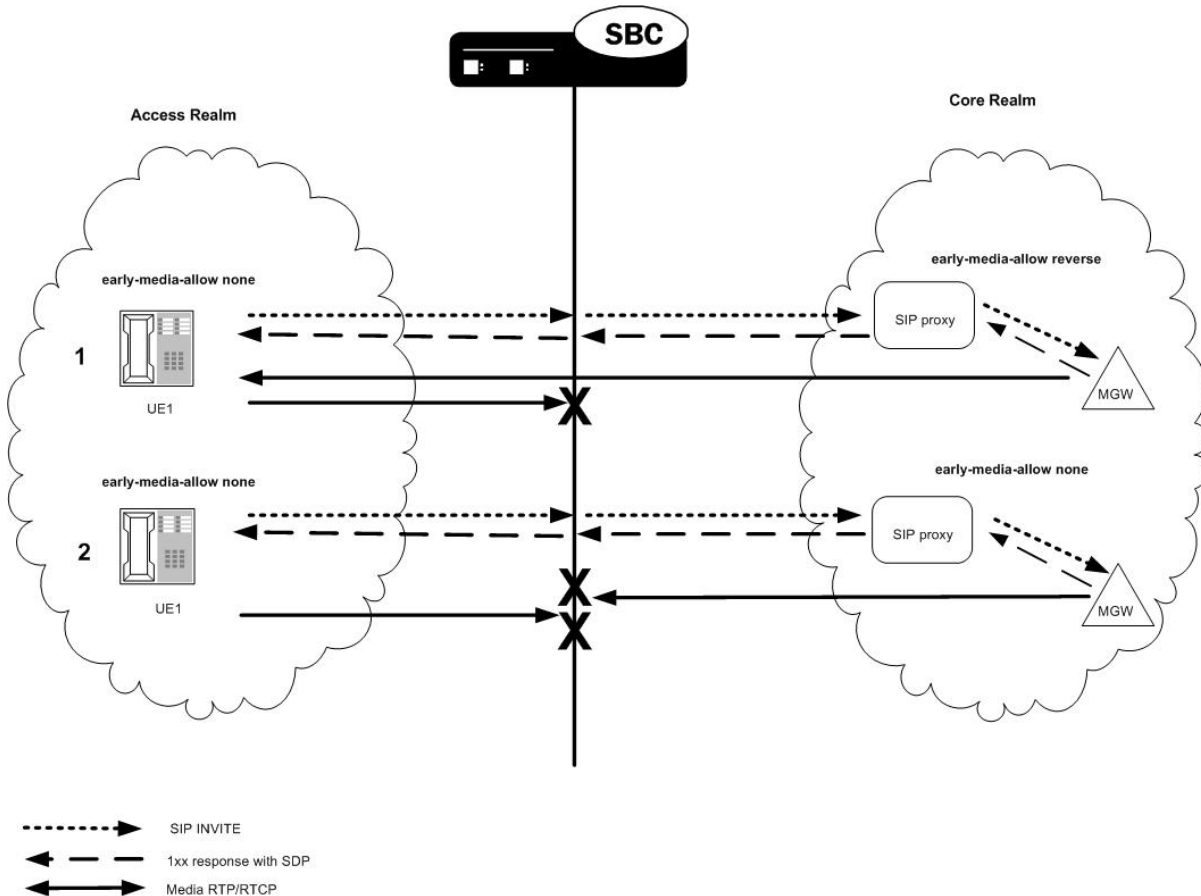 SBC
Access Realm
Core Realm
early-media-allow none
early-media-allow reverse
SIP proxy
1
UE1
MGW
early-media-allow none
early-media-allow none
SIP proxy
2
UE1
MGW
X
X
X
SIP INVITE
1xx response with SDP
Media RTP/RTCP